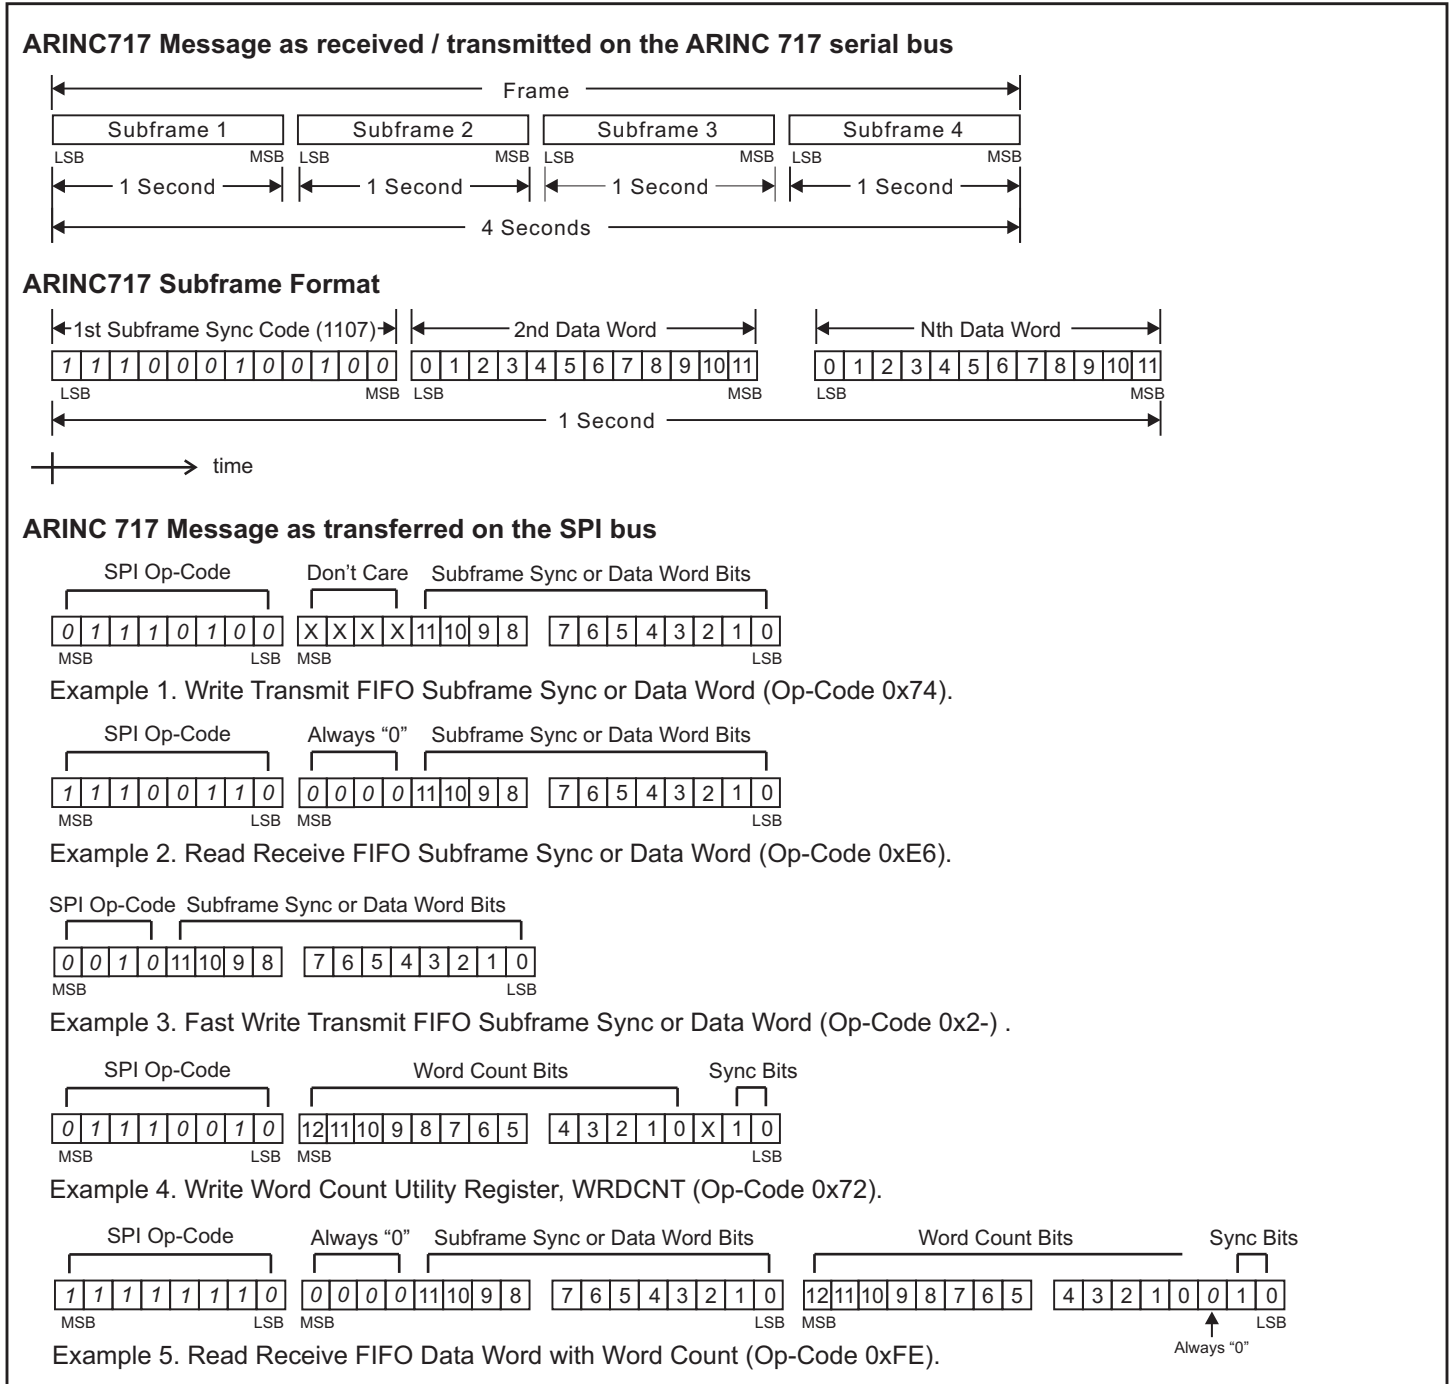 ARINC717 Message as received / transmitted on the ARINC 717 serial bus
Frame
Subframe 1 Subframe 2 Subframe 3 Subframe 4
LSB MSB LSB MSB LSB MSB LSB MSB
1 Second 1 Second 1 Second 1 Second
4 Seconds
ARINC717 Subframe Format
1st Subframe Sync Code (1107) 2nd Data Word Nth Data Word
1 1 1 0 0 0 1 0 0 1 0 0 0 1 2 3 4 5 6 7 8 9 10 11 0 1 2 3 4 5 6 7 8 9 10 11
LSB MSB LSB MSB LSB MSB
1 Second
time
ARINC 717 Message as transferred on the SPI bus
SPI Op-Code Don't Care Subframe Sync or Data Word Bits
0 1 1 1 0 1 0 0 X X X X 11 10 9 8 7 6 5 4 3 2 1 0
MSB LSB MSB LSB
Example 1. Write Transmit FIFO Subframe Sync or Data Word (Op-Code 0x74).
SPI Op-Code Always “0” Subframe Sync or Data Word Bits
1 1 1 0 0 1 1 0 0 0 0 0 11 10 9 8 7 6 5 4 3 2 1 0
MSB LSB MSB LSB
Example 2. Read Receive FIFO Subframe Sync or Data Word (Op-Code 0xE6).
SPI Op-Code Subframe Sync or Data Word Bits
0 0 1 0 11 10 9 8 7 6 5 4 3 2 1 0
MSB LSB
Example 3. Fast Write Transmit FIFO Subframe Sync or Data Word (Op-Code 0x2-) .
SPI Op-Code Word Count Bits Sync Bits
0 1 1 1 0 0 1 0 12 11 10 9 8 7 6 5 4 3 2 1 0 X 1 0
MSB LSB MSB LSB
Example 4. Write Word Count Utility Register, WRDCNT (Op-Code 0x72).
SPI Op-Code Always “0” Subframe Sync or Data Word Bits Word Count Bits Sync Bits
1 1 1 1 1 1 1 0 0 0 0 0 11 10 9 8 7 6 5 4 3 2 1 0 12 11 10 9 8 7 6 5 4 3 2 1 0 0 1 0
MSB LSB MSB LSB MSB LSB
Always “0”
Example 5. Read Receive FIFO Data Word with Word Count (Op-Code 0xFE).